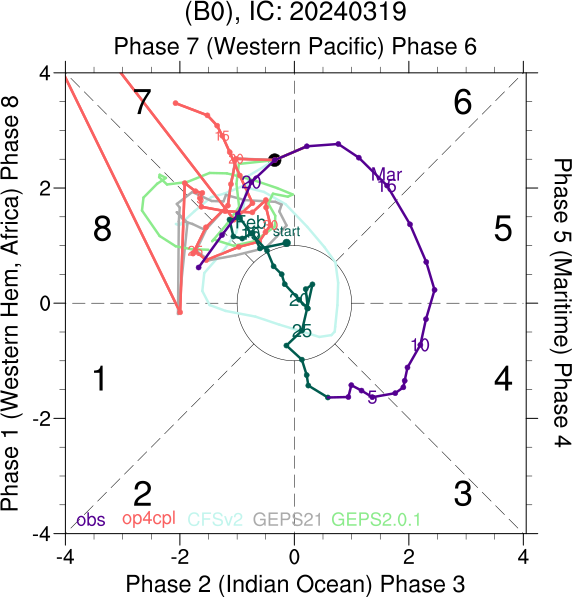 (B0), IC: 20240319
Phase 7 (Western Pacific) Phase 6
Phase 1 (Western Hem, Africa) Phase 8
Phase 5 (Maritime) Phase 4
4
2
0
-2
-4
7
6
8
5
1
4
2
3
Mar
15
15
20
20
Feb
start
20
25
10
5
obs op4cpl CFSv2 GEPS21 GEPS2.0.1
-4 -2 0 2 4
Phase 2 (Indian Ocean) Phase 3